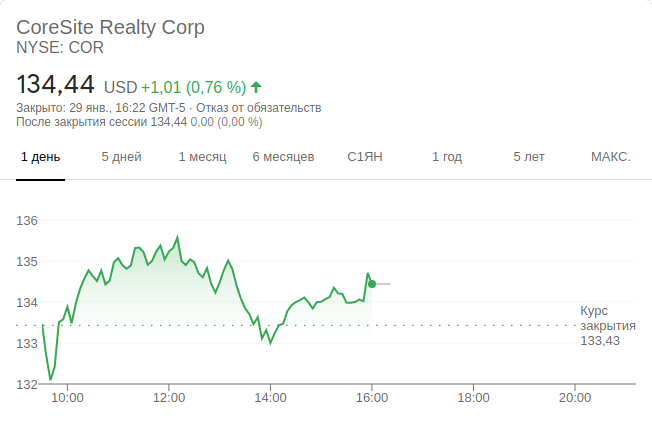 CoreSite Realty Corp
NYSE: COR
134,44 USD +1,01 (0,76 %)
Закрыто: 29 янв., 16:22 GMT-5 · Отказ от обязательств
После закрытия сессии 134,44 0,00 (0,00 %)
1 день 5 дней 1 месяц 6 месяцев С1ЯН 1 год 5 лет МАКС.
136
135
134
Курс
закрытия
133,43
133
132
10:00 12:00 14:00 16:00 18:00 20:00